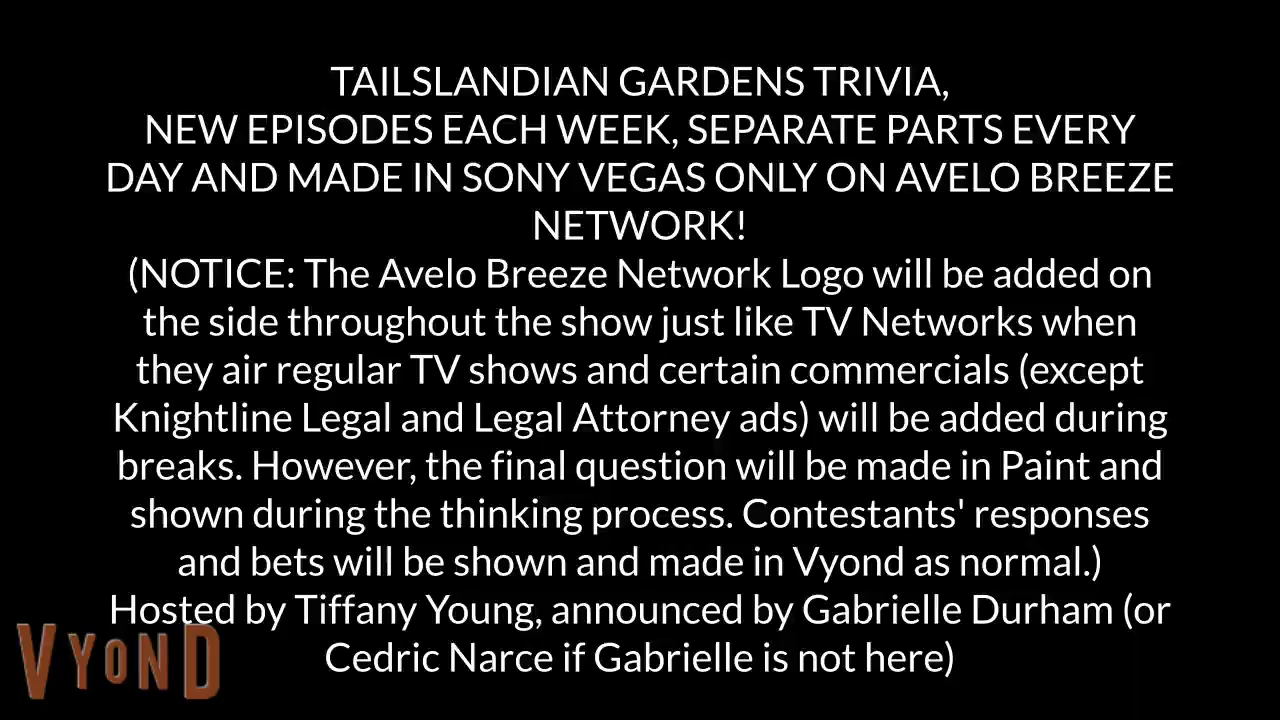 TAILSLANDIAN GARDENS TRIVIA,
NEW EPISODES EACH WEEK, SEPARATE PARTS EVERY
DAY AND MADE IN SONY VEGAS ONLY ON AVELO BREEZE
NETWORK!
(NOTICE: The Avelo Breeze Network Logo will be added on
the side throughout the show just like TV Networks when
they air regular TV shows and certain commercials (except
Knightline Legal and Legal Attorney ads) will be added during
breaks. However, the final question will be made in Paint and
shown during the thinking process. Contestants' responses
and bets will be shown and made in Vyond as normal.)
Hosted by Tiffany Young, announced by Gabrielle Durham (or
Cedric Narce if Gabrielle is not here)
VYOND